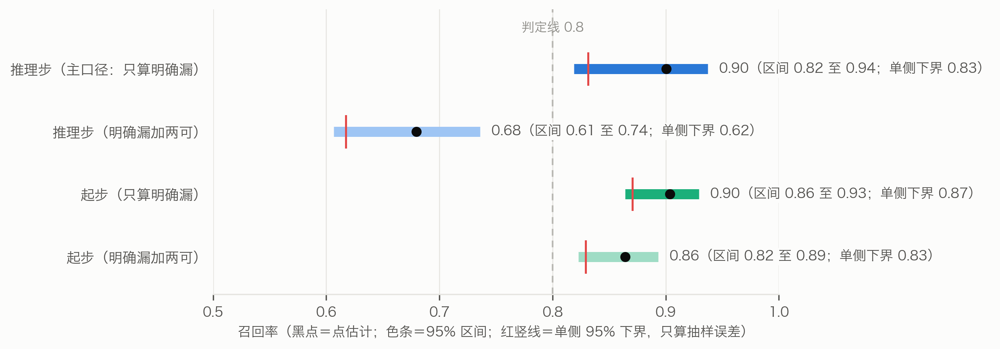 判定线 0.8
推理步（主口径：只算明确漏） 0.90（区间 0.82 至 0.94；单侧下界 0.83）
推理步（明确漏加两可） 0.68（区间 0.61 至 0.74；单侧下界 0.62）
起步（只算明确漏） 0.90（区间 0.86 至 0.93；单侧下界 0.87）
起步（明确漏加两可） 0.86（区间 0.82 至 0.89；单侧下界 0.83）
0.5 0.6 0.7 0.8 0.9 1.0
召回率（黑点＝点估计；色条＝95% 区间；红竖线＝单侧 95% 下界，只算抽样误差）